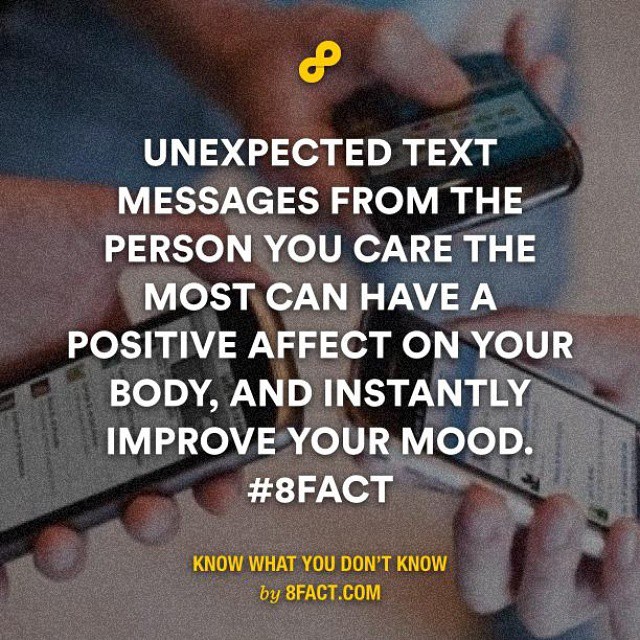 UNEXPECTED TEXT
MESSAGES FROM THE
PERSON YOU CARE THE
MOST CAN HAVE A
POSITIVE AFFECT ON YOUR
BODY, AND INSTANTLY
IMPROVE YOUR MOOD.
#8FACT
KNOW WHAT YOU DON'T KNOW
by 8FACT.COM